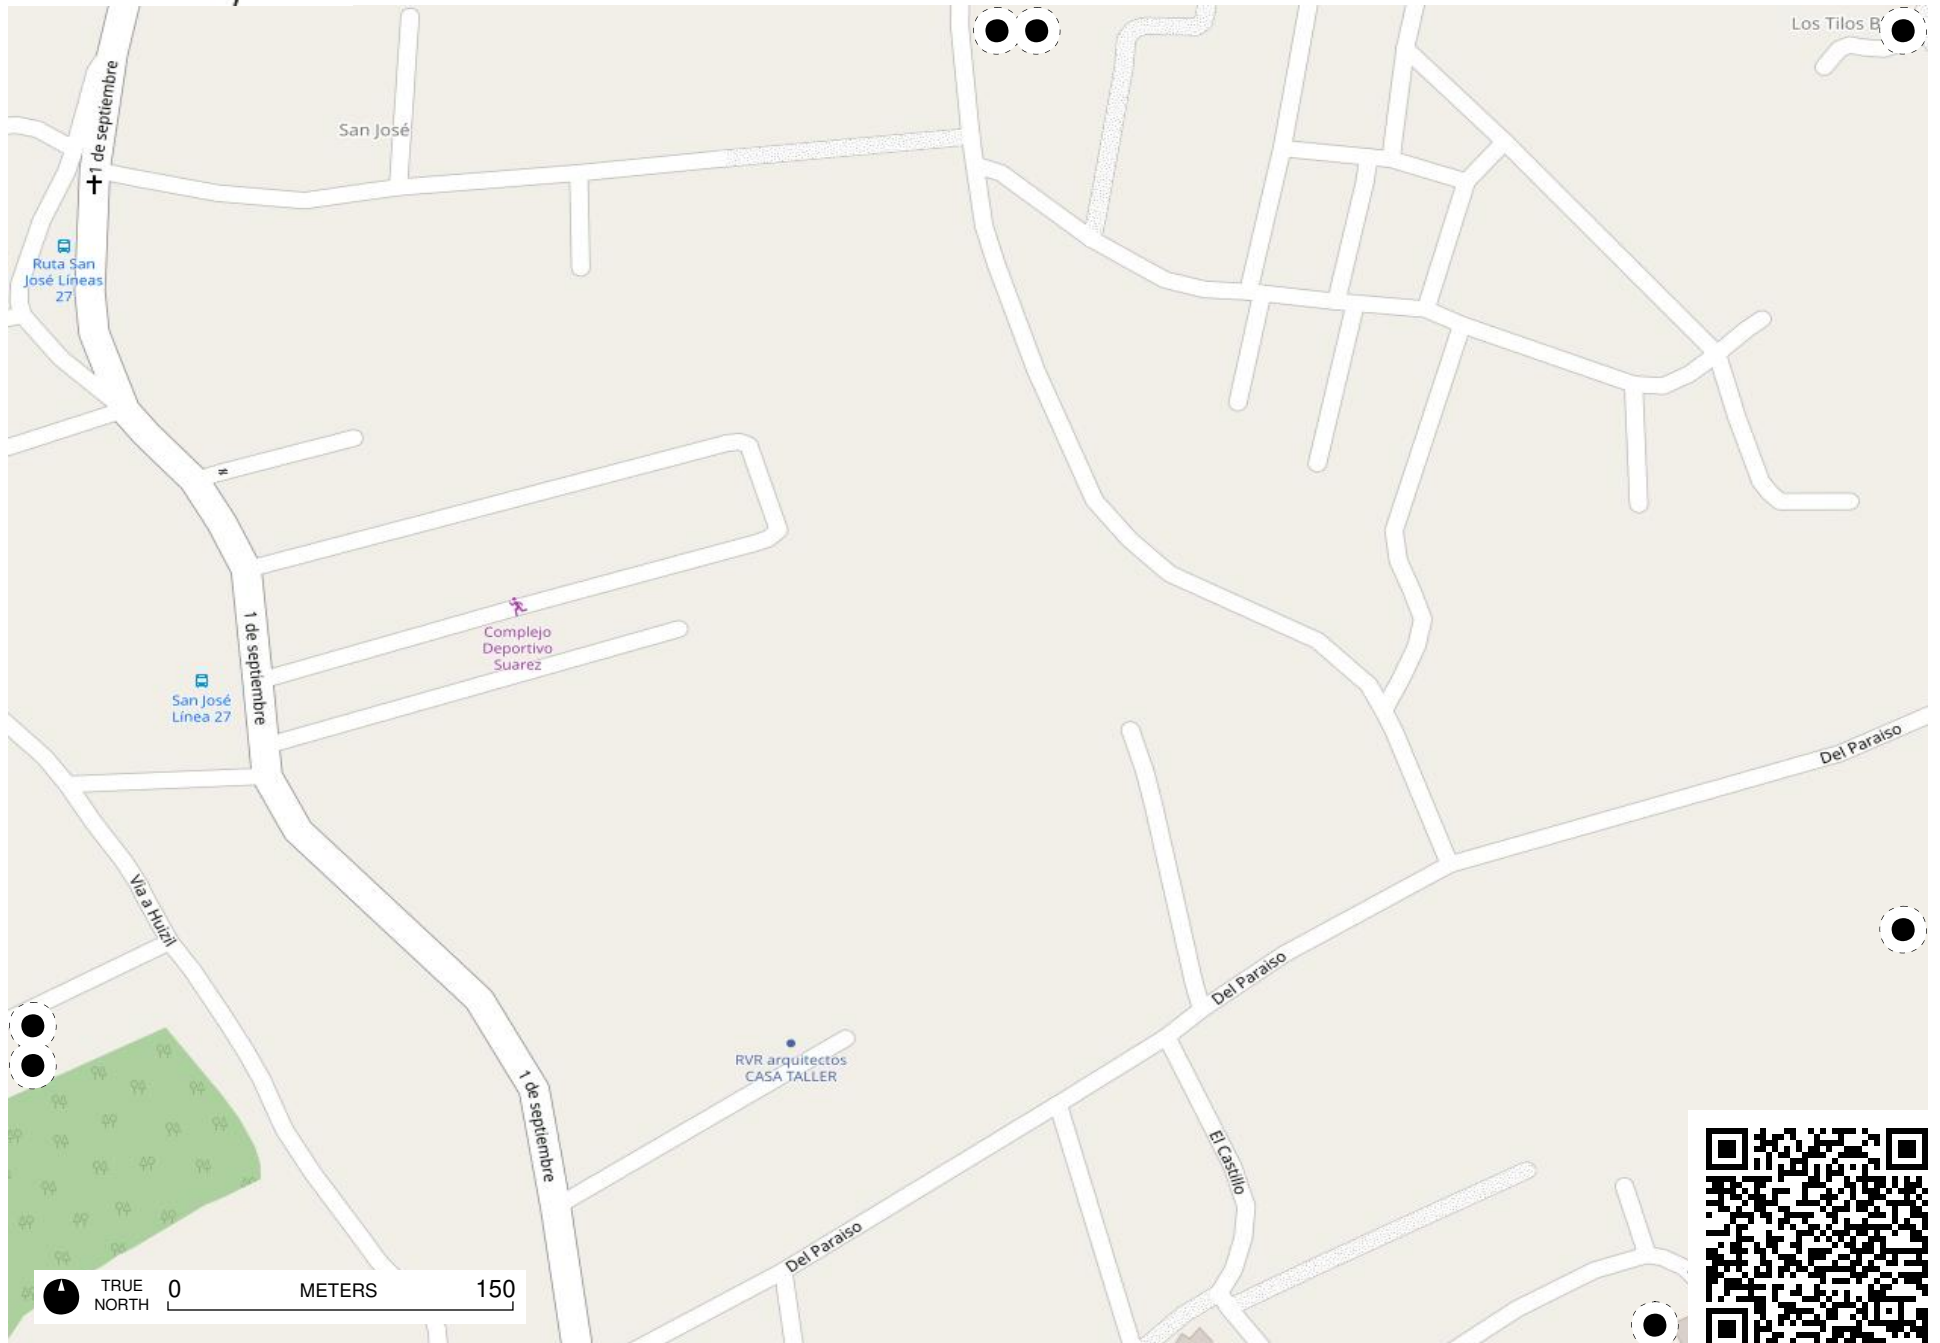 Los Tilos B
1 de septiembre
San José
Ruta San
José Líneas
27
Complejo
Deportivo
Suarez
1 de septiembre
San José
Línea 27
Del Paraiso
Via a Huizil
Del Paraiso
RVR arquitectos
CASA TALLER
1 de septiembre
El Castillo
Del Paraiso
TRUE
NORTH
0 METERS 150